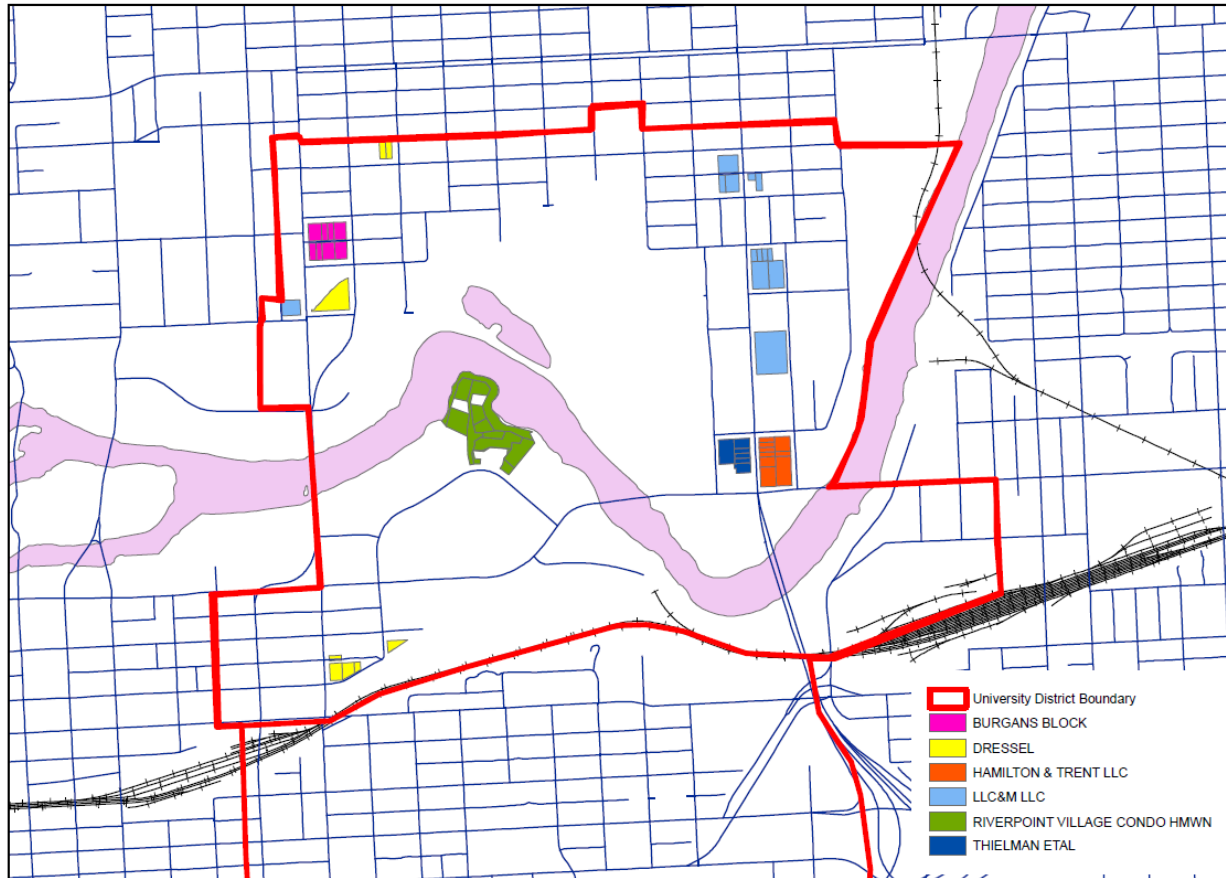 University District Boundary
BURGANS BLOCK
DRESSEL
HAMILTON & TRENT LLC
LLC&M LLC
RIVERPOINT VILLAGE CONDO HMWN
THIELMAN ETAL